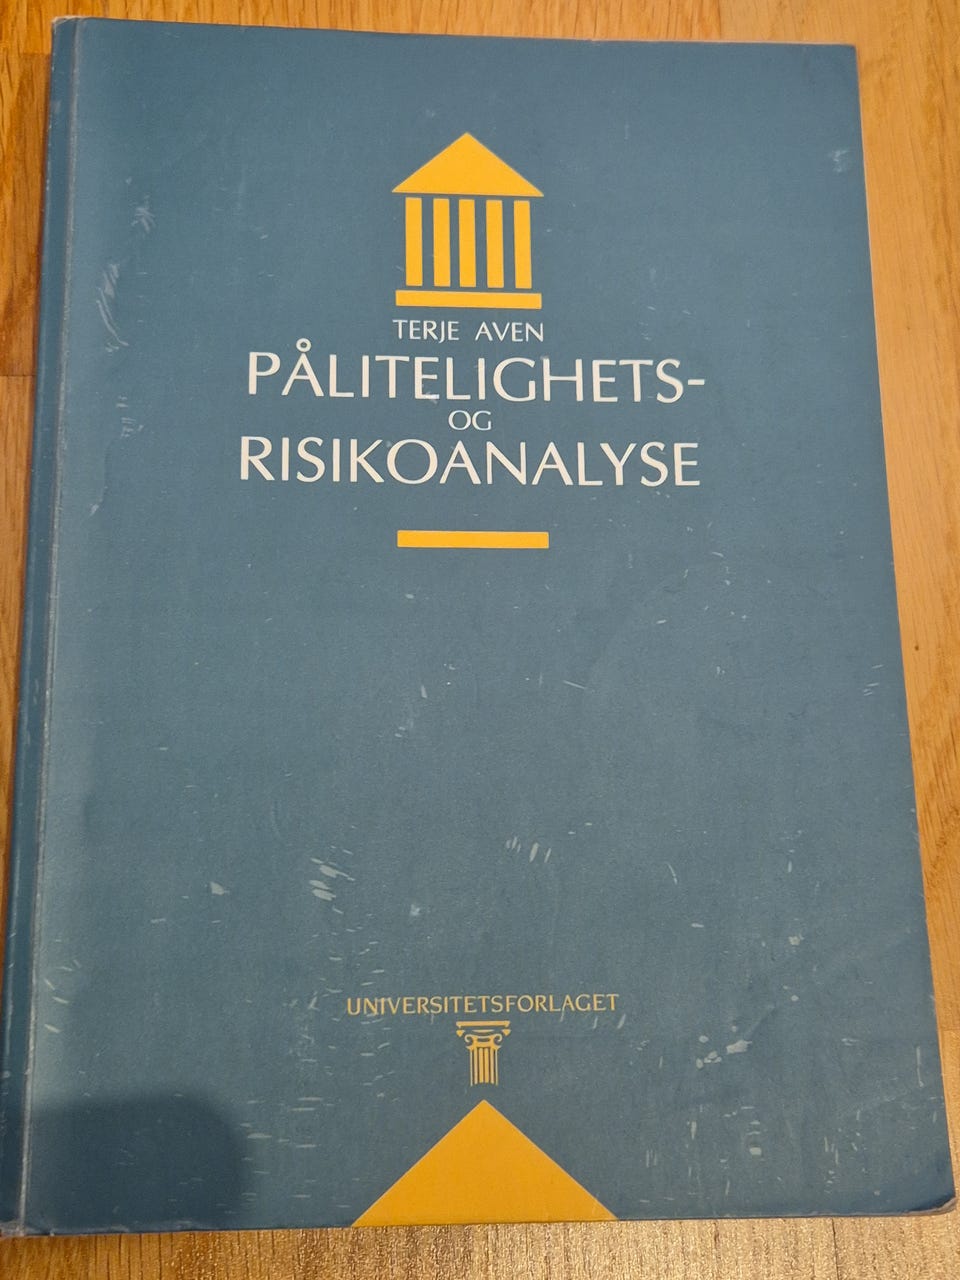 TERJE AVEN
PÅLITELIGHETS-
OG
RISIKOANALYSE
UNIVERSITETSFORLAGET